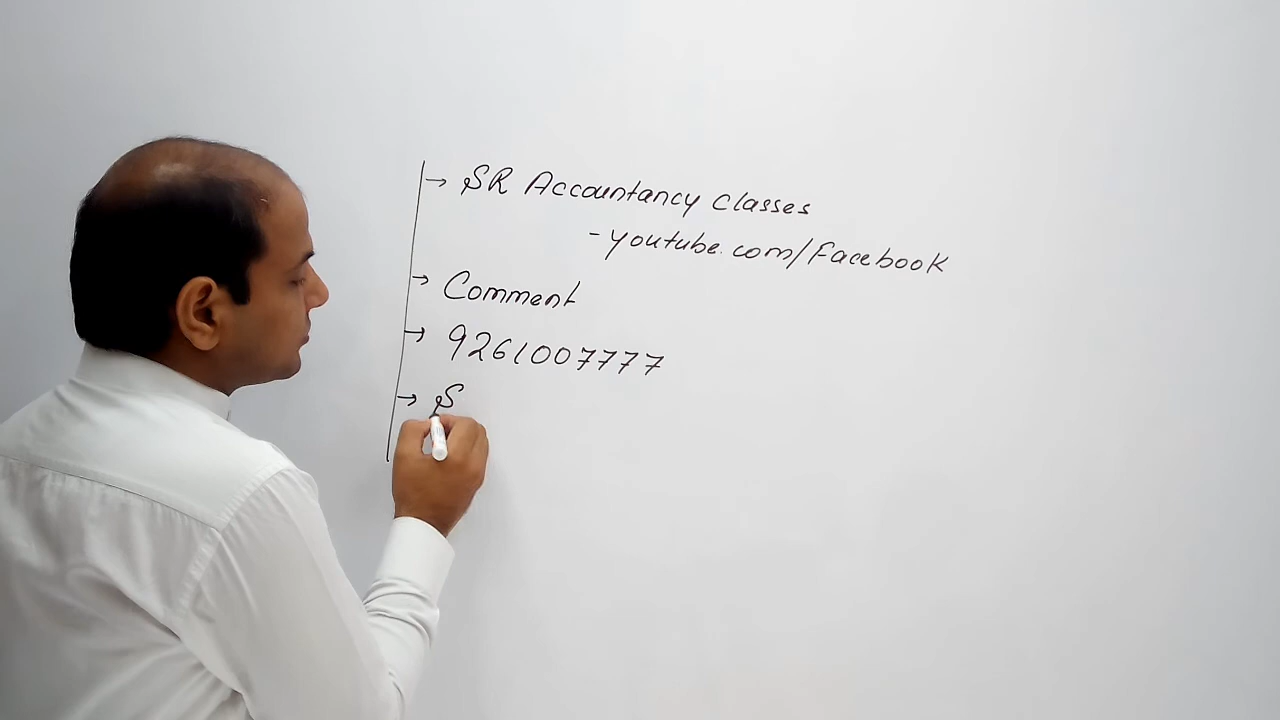 → SR Accountancy Classes
- youtube.com/Facebook
→ Comment
→ 9261007777
→ S